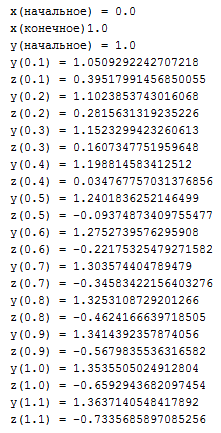 x(начальное) = 0.0
x(конечное)1.0
y(начальное) = 1.0
y(0.1) = 1.0509292242707218
z(0.1) = 0.39517991456850055
y(0.2) = 1.1023853743016068
z(0.2) = 0.2815631319235226
y(0.3) = 1.1523299423260613
z(0.3) = 0.1607347751959648
y(0.4) = 1.198814583412512
z(0.4) = 0.034767757031376856
y(0.5) = 1.2401836252146499
z(0.5) = -0.09374873409755477
y(0.6) = 1.2752739576295908
z(0.6) = -0.22175325479271582
y(0.7) = 1.303574404789479
z(0.7) = -0.34583422156403276
y(0.8) = 1.3253108729201266
z(0.8) = -0.4624166639718505
y(0.9) = 1.3414392357874056
z(0.9) = -0.5679835536316582
y(1.0) = 1.3535505024912804
z(1.0) = -0.6592943682097454
y(1.1) = 1.3637140548417892
z(1.1) = -0.7335685897085256